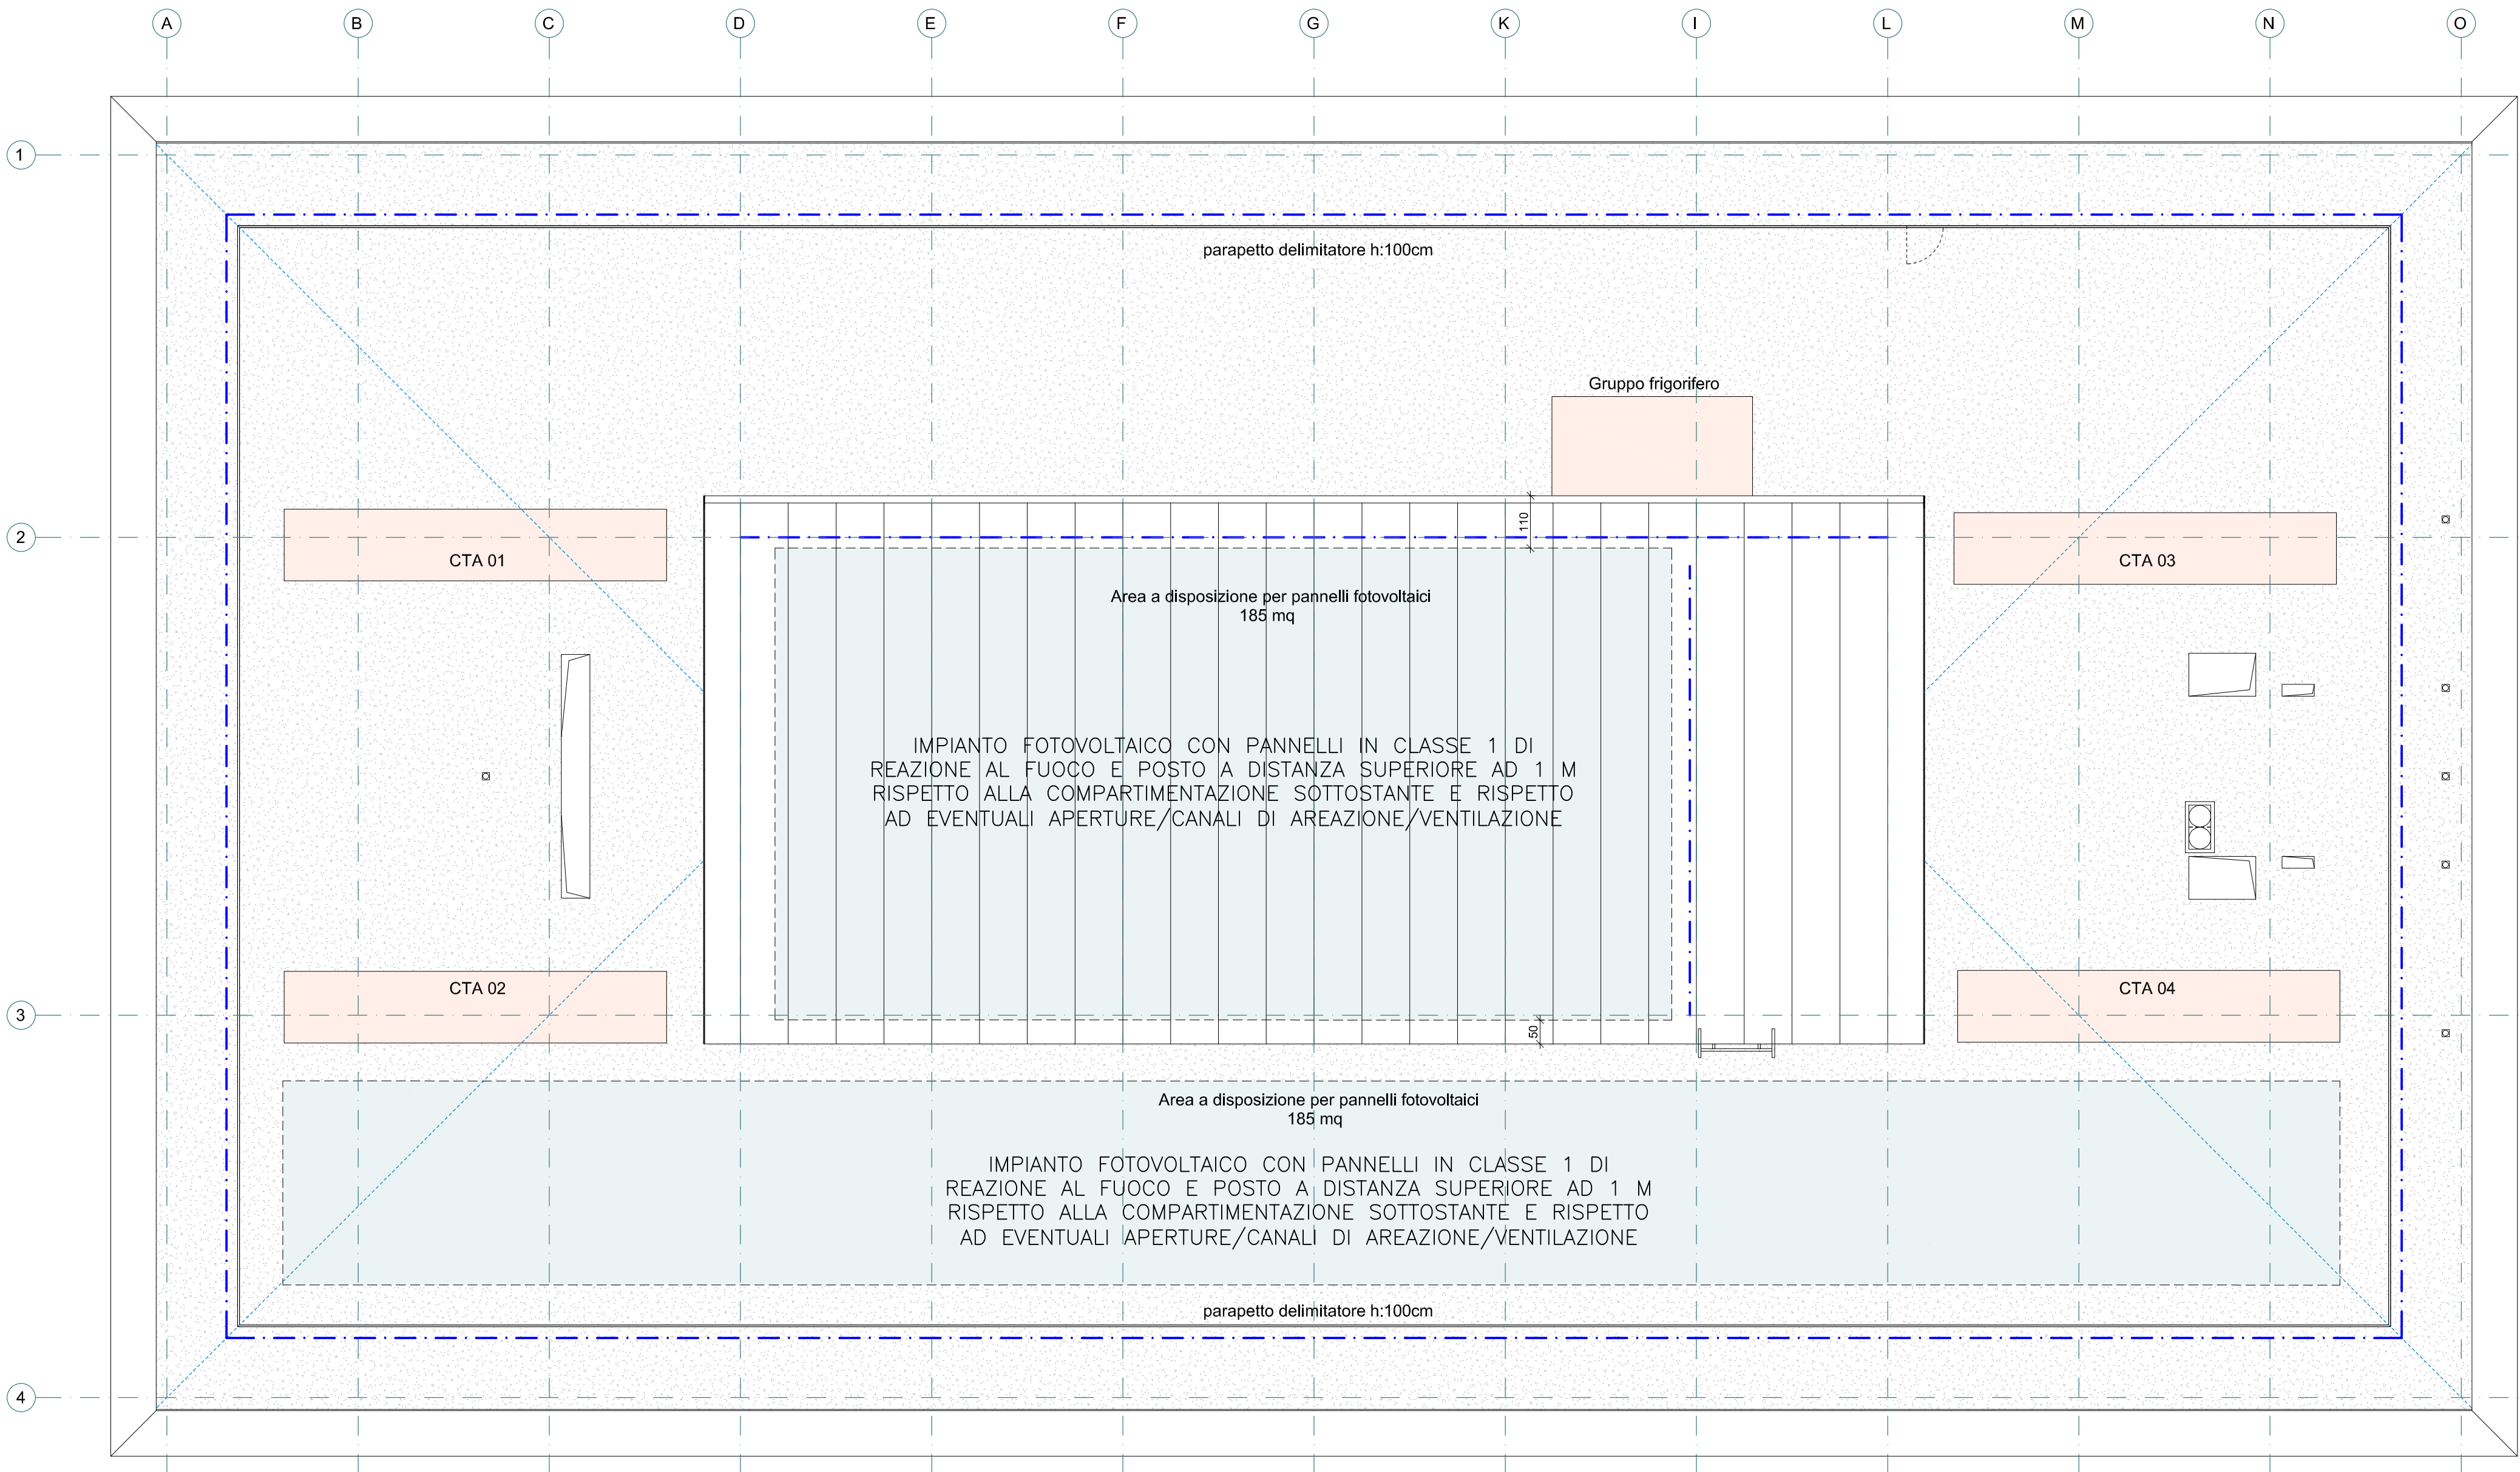 A B C D E F G K I L M N O
1
parapetto delimitatore h:100cm
Gruppo frigorifero
110
2
CTA 01
CTA 03
Area a disposizione per pannelli fotovoltaici
185 mq
IMPIANTO FOTOVOLTAICO CON PANNELLI IN CLASSE 1 DI
REAZIONE AL FUOCO E POSTO A DISTANZA SUPERIORE AD 1 M
RISPETTO ALLA COMPARTIMENTAZIONE SOTTOSTANTE E RISPETTO
AD EVENTUALI APERTURE/CANALI DI AREAZIONE/VENTILAZIONE
CTA 02
CTA 04
3
50
Area a disposizione per pannelli fotovoltaici
185 mq
IMPIANTO FOTOVOLTAICO CON PANNELLI IN CLASSE 1 DI
REAZIONE AL FUOCO E POSTO A DISTANZA SUPERIORE AD 1 M
RISPETTO ALLA COMPARTIMENTAZIONE SOTTOSTANTE E RISPETTO
AD EVENTUALI APERTURE/CANALI DI AREAZIONE/VENTILAZIONE
parapetto delimitatore h:100cm
4